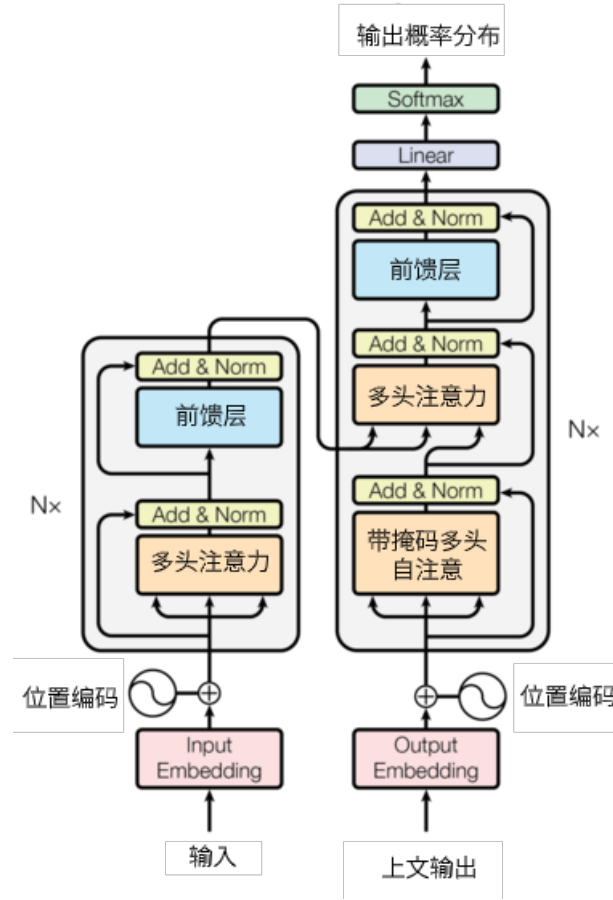 输出概率分布
Softmax
Linear
Add & Norm
前馈层
Add & Norm
多头注意力
Add & Norm
带掩码多头
自注意
N×
Add & Norm
前馈层
Add & Norm
多头注意力
N×
位置编码
位置编码
Input
Embedding
Output
Embedding
输入
上文输出